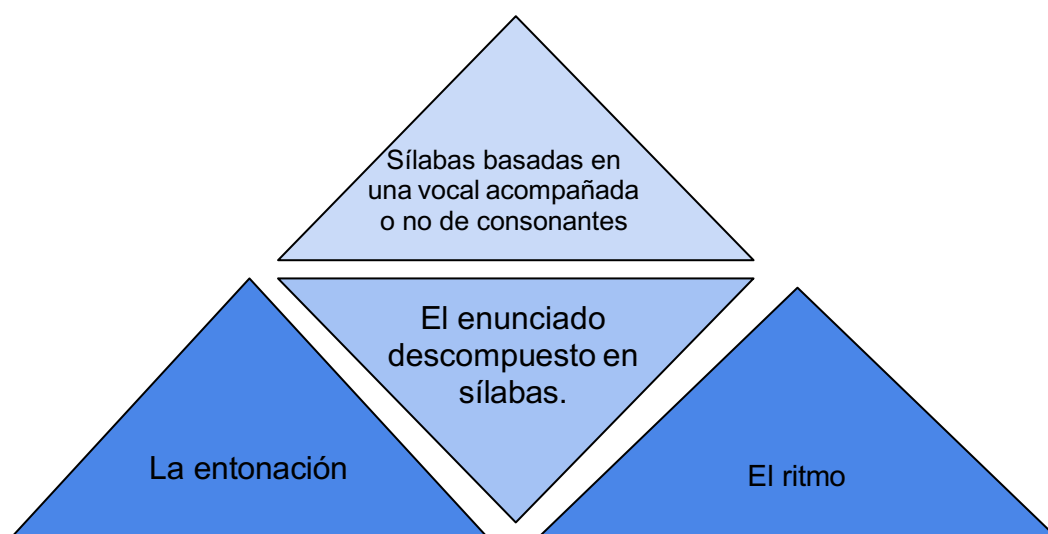 Sílabas basadas en
una vocal acompañada
o no de consonantes
El enunciado
descompuesto en
sílabas.
La entonación
El ritmo